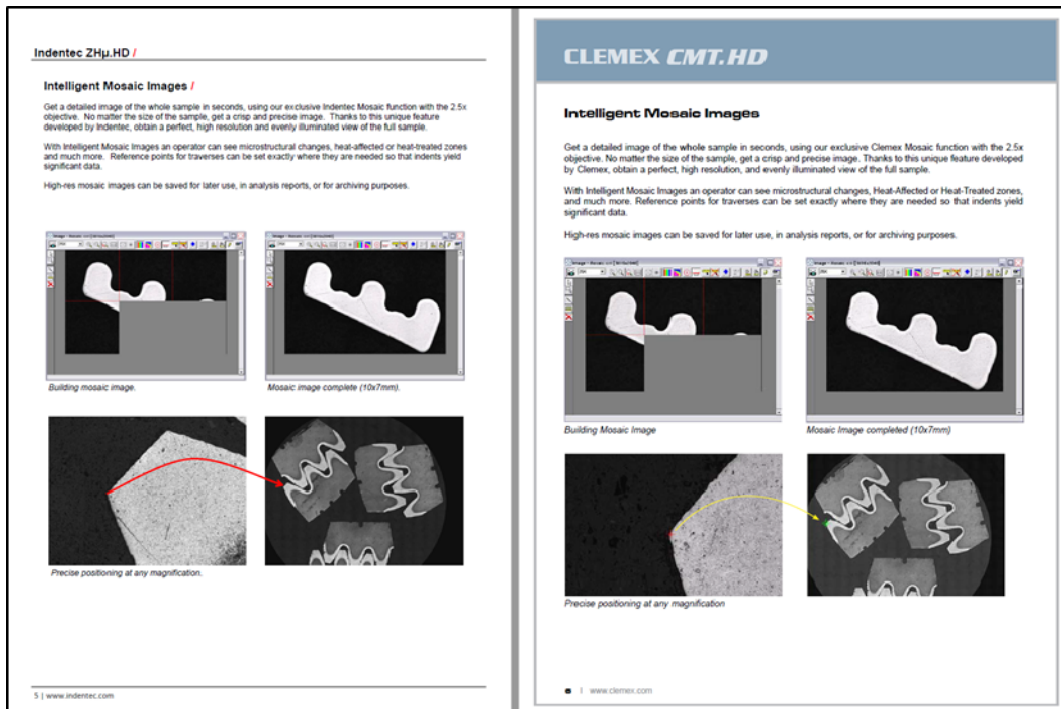 Indentec ZHµ.HD /
Intelligent Mosaic Images /
Get a detailed image of the whole sample in seconds, using our exclusive Indentec Mosaic function with the 2.5x
objective. No matter the size of the sample, get a crisp and precise image. Thanks to this unique feature
developed by Indentec, obtain a perfect, high resolution and evenly illuminated view of the full sample.
With Intelligent Mosaic Images an operator can see microstructural changes, heat-affected or heat-treated zones
and much more. Reference points for traverses can be set exactly where they are needed so that indents yield
significant data.
High-res mosaic images can be saved for later use, in analysis reports, or for archiving purposes.
Building mosaic image.
Mosaic image complete (10x7mm).
Precise positioning at any magnification.
5 | www.indentec.com
CLEMEX CMT.HD
Intelligent Mosaic Images
Get a detailed image of the whole sample in seconds, using our exclusive Clemex Mosaic function with the 2.5x
objective. No matter the size of the sample, get a crisp and precise image. Thanks to this unique feature developed
by Clemex, obtain a perfect, high resolution, and evenly illuminated view of the full sample.
With Intelligent Mosaic Images an operator can see microstructural changes, Heat-Affected or Heat-Treated zones,
and much more. Reference points for traverses can be set exactly where they are needed so that indents yield
significant data.
High-res mosaic images can be saved for later use, in analysis reports, or for archiving purposes.
Building Mosaic Image
Mosaic Image completed (10x7mm)
Precise positioning at any magnification
| www.clemex.com